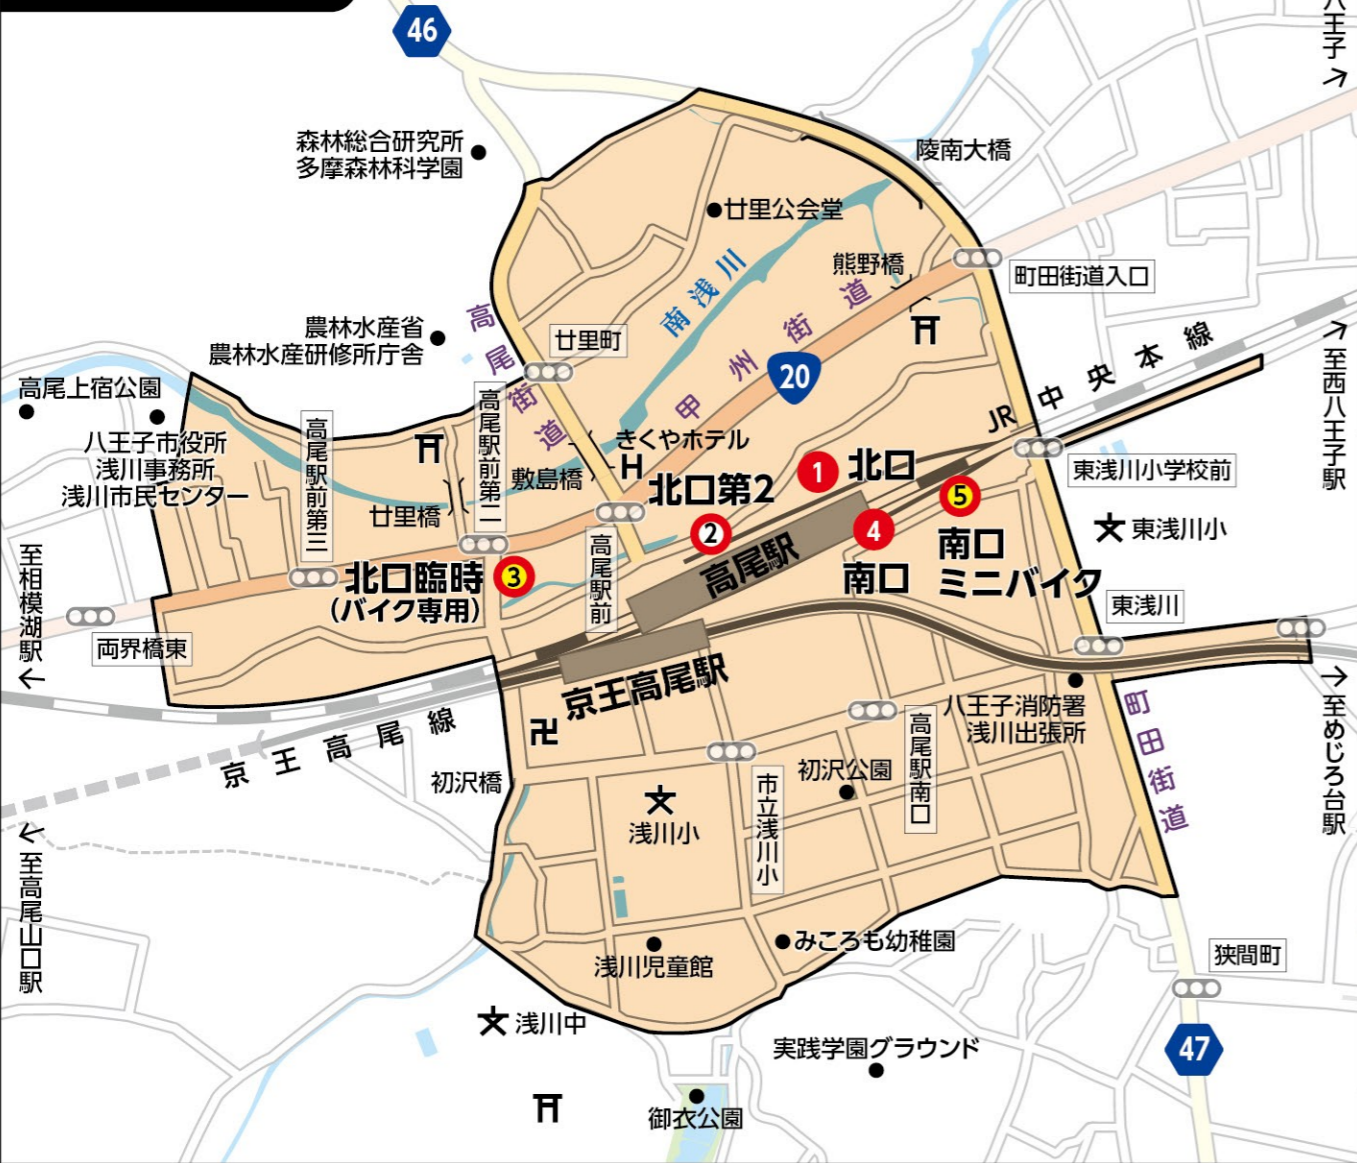 46
八王子
森林総合研究所
多摩森林科学園
陵南大橋
廿里公会堂
南浅川
熊野橋
町田街道入口
高尾街道
甲州街道
20
農林水産省
農林水産研修所庁舎
廿里町
JR中央本線
至西八王子駅
高尾上宿公園
八王子市役所
浅川事務所
浅川市民センター
高尾駅前第三
高尾駅前第二
敷島橋
きくやホテル
H
廿里橋
北口第2
2
1
北口
東浅川小学校前
5
南口
ミニバイク
4
南口
東浅川小
高尾駅
高尾駅前
北口臨時
(バイク専用)
3
至相模湖駅
両界橋東
東浅川
京王高尾駅
京王高尾線
八王子消防署
浅川出張所
町田街道
至めじろ台駅
初沢橋
高尾駅南口
初沢公園
市立浅川小
浅川小
至高尾山口駅
みころも幼稚園
浅川児童館
狭間町
浅川中
実践学園グラウンド
47
御衣公園